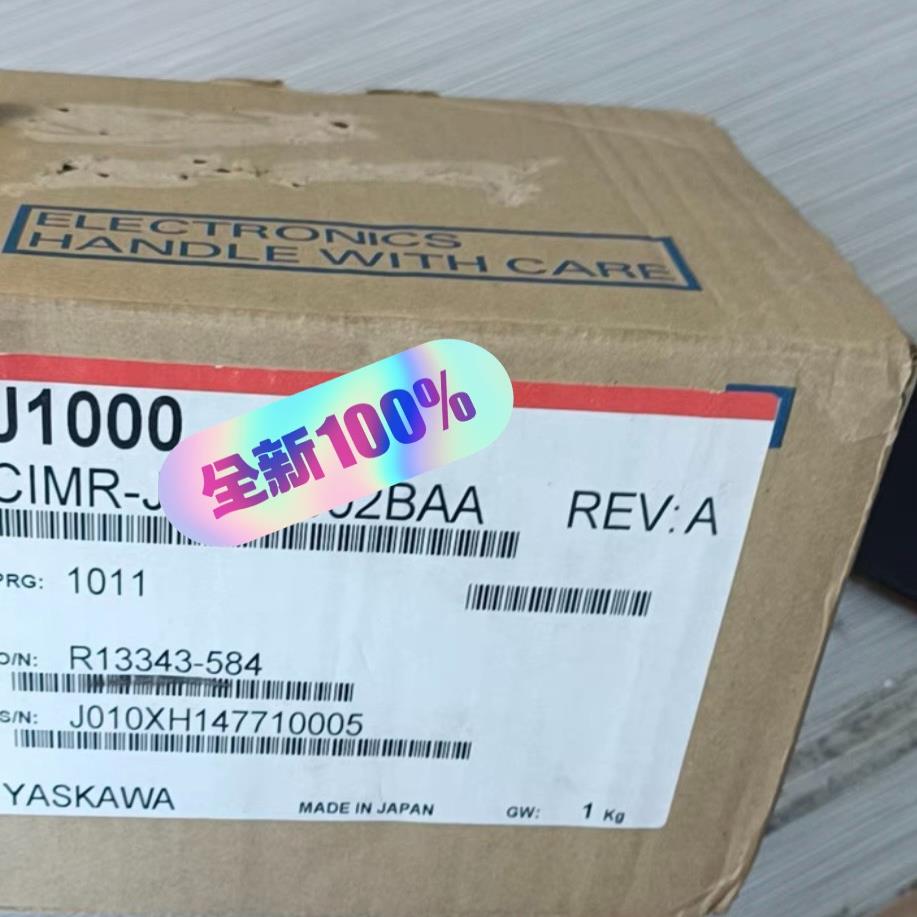 ELECTRONICS
HANDLE WITH CARE
J1000
全新100%
CIMR-J 02BAA REV: A
PRG: 1011
O/N: R13343-584
S/N: J010XH147710005
YASKAWA MADE IN JAPAN GW: 1 Kg